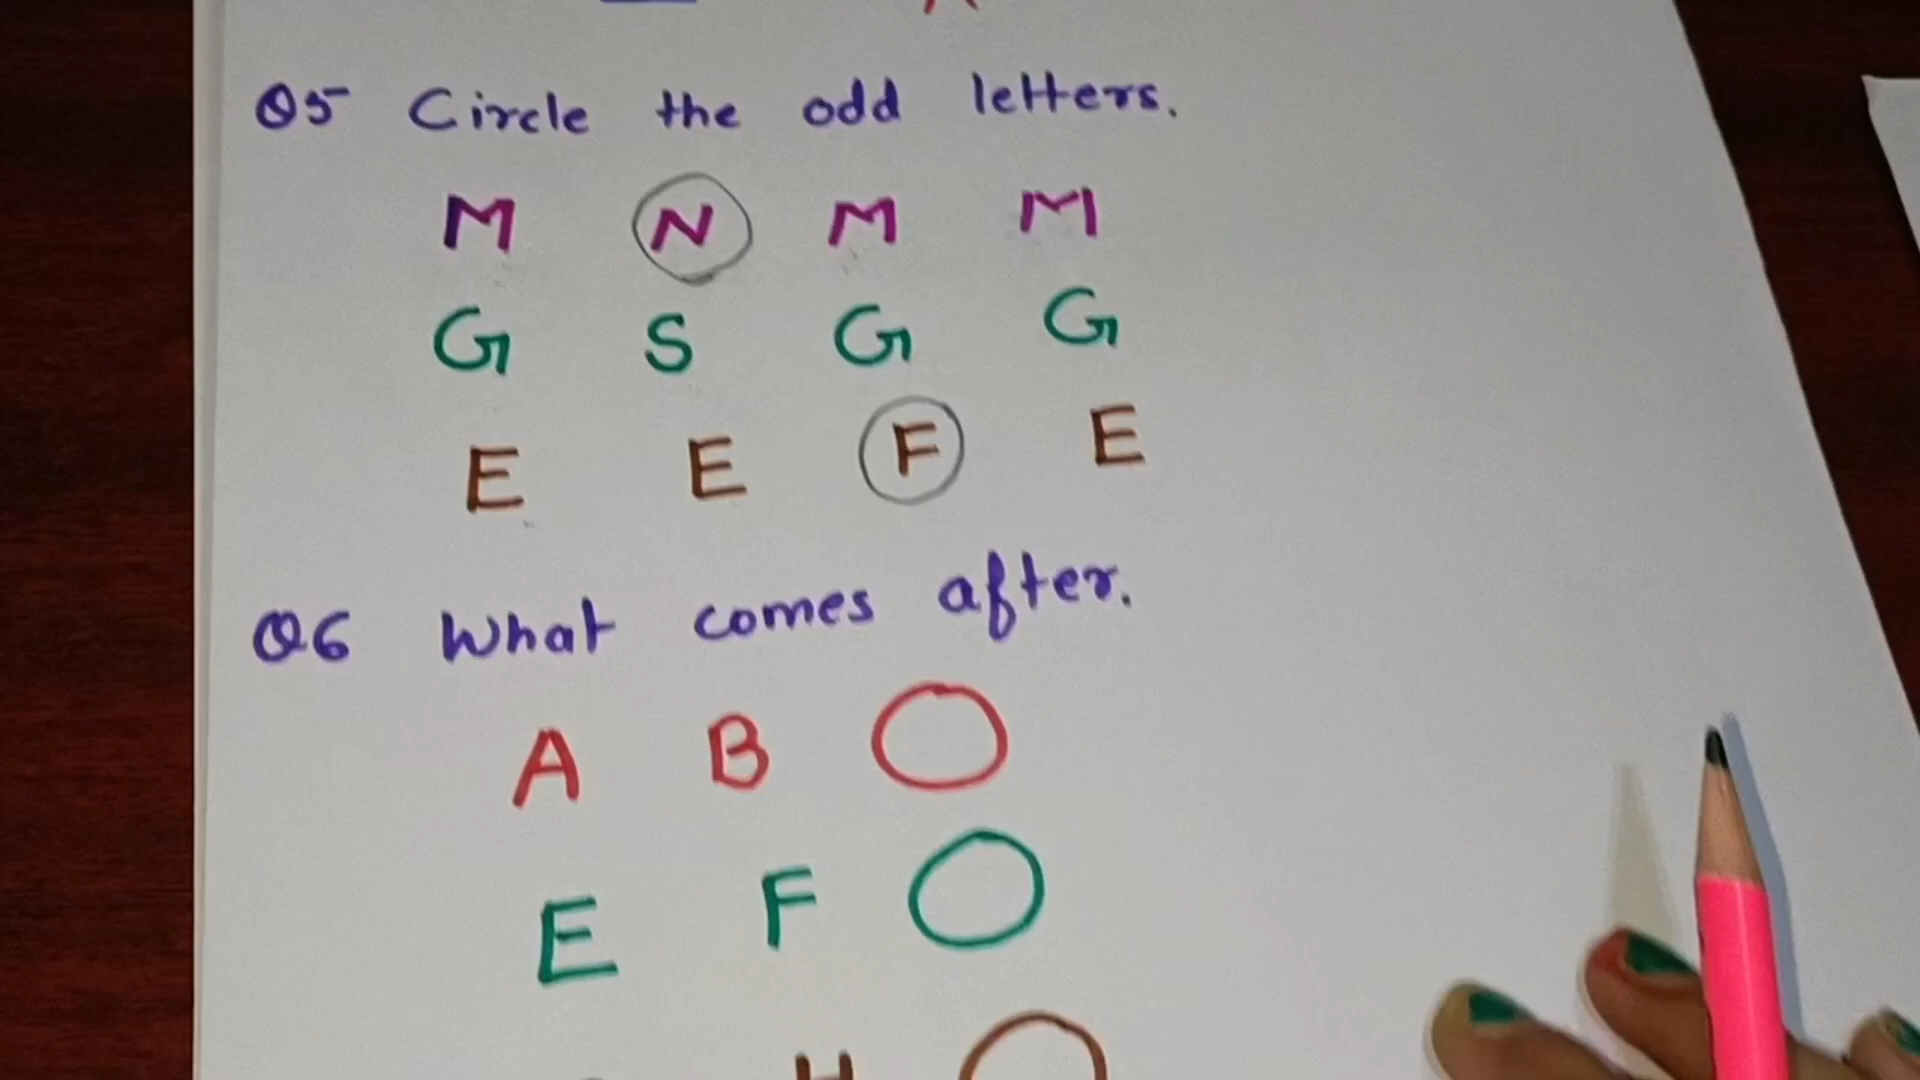 Q5 Circle the odd letters.
M N M M
G S G G
E E F E
Q6 What comes after.
A B
E F
H